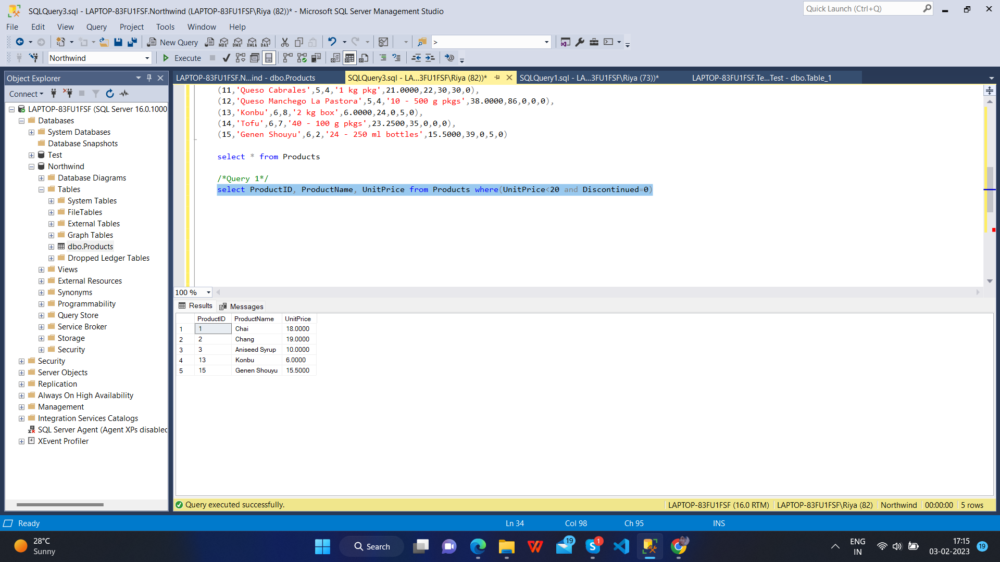 SQLQuery3.sql - LAPTOP-83FU1FSF.Northwind (LAPTOP-83FU1FSF\Riya (82))* - Microsoft SQL Server Management Studio
Quick Launch (Ctrl+Q)
File Edit View Query Project Tools Window Help
New Query MDX DMX XMLA DAX >
Northwind Execute
Object Explorer
Connect
LAPTOP-83FU1FSF (SQL Server 16.0.1000
Databases
System Databases
Database Snapshots
Test
Northwind
Database Diagrams
Tables
System Tables
FileTables
External Tables
Graph Tables
dbo.Products
Dropped Ledger Tables
Views
External Resources
Synonyms
Programmability
Query Store
Service Broker
Storage
Security
Security
Server Objects
Replication
Always On High Availability
Management
Integration Services Catalogs
SQL Server Agent (Agent XPs disabled
XEvent Profiler
LAPTOP-83FU1FSF.N...ind - dbo.Products SQLQuery3.sql - LA...3FU1FSF\Riya (82))* SQLQuery1.sql - LA...3FU1FSF\Riya (73))* LAPTOP-83FU1FSF.Te...Test - dbo.Table_1
(11,'Queso Cabrales',5,4,'1 kg pkg',21.0000,22,30,30,0),
(12,'Queso Manchego La Pastora',5,4,'10 - 500 g pkgs',38.0000,86,0,0,0),
(13,'Konbu',6,8,'2 kg box',6.0000,24,0,5,0),
(14,'Tofu',6,7,'40 - 100 g pkgs',23.2500,35,0,0,0),
(15,'Genen Shouyu',6,2,'24 - 250 ml bottles',15.5000,39,0,5,0)
select * from Products
/*Query 1*/
select ProductID, ProductName, UnitPrice from Products where(UnitPrice<20 and Discontinued=0)
100 %
Results Messages
ProductID ProductName UnitPrice
1 1 Chai 18.0000
2 2 Chang 19.0000
3 3 Aniseed Syrup 10.0000
4 13 Konbu 6.0000
5 15 Genen Shouyu 15.5000
Query executed successfully. LAPTOP-83FU1FSF (16.0 RTM) LAPTOP-83FU1FSF\Riya (82) Northwind 00:00:00 5 rows
Ready Ln 34 Col 98 Ch 95 INS
28°C
Sunny
Search
19
1
ENG
IN
17:15
03-02-2023
19